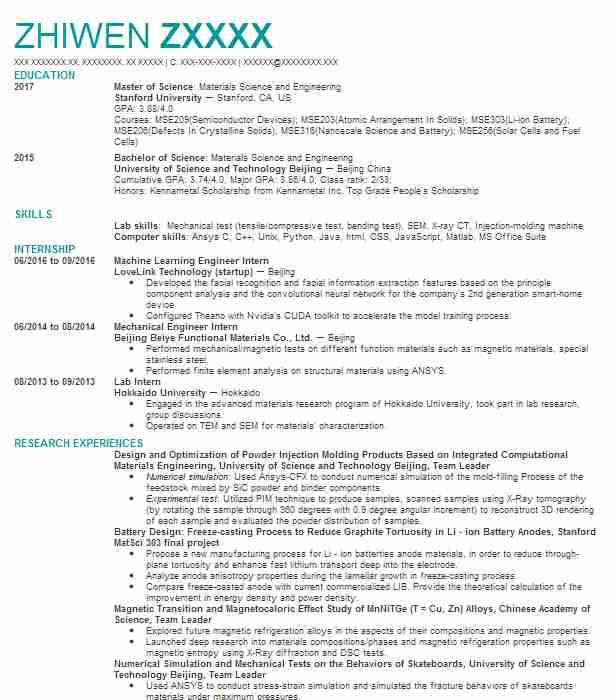 ZHIWEN ZXXXX
XXX XXXXXXX XX, XXXXXXXX, XX XXXXX | C: XXX-XXX-XXXX | XXXXXX@XXXXXXXX.XXX
EDUCATION
2017 Master of Science: Materials Science and Engineering
Stanford University — Stanford, CA, US
GPA: 3.88/4.0
Courses: MSE209(Semiconductor Devices); MSE203(Atomic Arrangement In Solids); MSE303(Li-ion Battery);
MSE206(Defects In Crystalline Solids); MSE316(Nanoscale Science and Battery); MSE256(Solar Cells and Fuel
Cells)
2015 Bachelor of Science: Materials Science and Engineering
University of Science and Technology Beijing — Beijing China
Cumulative GPA: 3.74/4.0, Major GPA: 3.85/4.0; Class rank: 2/33;
Honors: Kennametal Scholarship from Kennametal Inc. Top Grade People's Scholarship
SKILLS
Lab skills: Mechanical test (tensile/compressive test, bending test), SEM, X-ray CT, Injection-molding machine
Computer skills: Ansys C, C++, Unix, Python, Java, html, CSS, JavaScript, Matlab, MS Office Suite
INTERNSHIP
06/2016 to 09/2016 Machine Learning Engineer Intern
LoveLink Technology (startup) — Beijing
• Developed the facial recognition and facial information extraction features based on the principle
component analysis and the convolutional neural network for the company's 2nd generation smart-home
device.
• Configured Theano with Nvidia's CUDA toolkit to accelerate the model training process.
06/2014 to 08/2014 Mechanical Engineer Intern
Beijing Beiye Functional Materials Co., Ltd. — Beijing
• Performed mechanical/magnetic tests on different function materials such as magnetic materials, special
stainless steel.
• Performed finite element analysis on structural materials using ANSYS.
08/2013 to 09/2013 Lab Intern
Hokkaido University — Hokkaido
• Engaged in the advanced materials research program of Hokkaido University, took part in lab research,
group discussions.
• Operated on TEM and SEM for materials' characterization.
RESEARCH EXPERIENCES
Design and Optimization of Powder Injection Molding Products Based on Integrated Computational
Materials Engineering, University of Science and Technology Beijing, Team Leader
• Numerical simulation: Used Ansys-CFX to conduct numerical simulation of the mold-filling Process of the
feedstock mixed by SiC powder and binder components.
• Experimental test: Utilized PIM technique to produce samples, scanned samples using X-Ray tomography
(by rotating the sample through 360 degrees with 0.9 degree angular increment) to reconstruct 3D rendering
of each sample and evaluated the powder distribution of samples.
Battery Design: Freeze-casting Process to Reduce Graphite Tortuosity in Li - ion Battery Anodes, Stanford
MatSci 303 final project
• Propose a new manufacturing process for Li - ion batterties anode materials, in order to reduce through-
plane tortuosity and enhance fast lithium transport deep into the electrode.
• Analyze anode anisotropy properties during the lamellar growth in freeze-casting process.
• Compare freeze-casted anode with current commercialized LIB. Provide the theoretical calculation of the
improvement in energy density and power density.
Magnetic Transition and Magnetocaloric Effect Study of MnNiTGe (T = Cu, Zn) Alloys, Chinese Academy of
Science, Team Leader
• Explored future magnetic refrigeration alloys in the aspects of their compositions and magnetic properties.
• Launched deep research into materials compositions/phases and magnetic refrigeration properties such as
magnetic entropy using X-Ray diffraction and DSC tests.
Numerical Simulation and Mechanical Tests on the Behaviors of Skateboards, University of Science and
Technology Beijing, Team Leader
• Used ANSYS to conduct stress-strain simulation and simulated the fracture behaviors of skateboards
materials under maximum pressures.